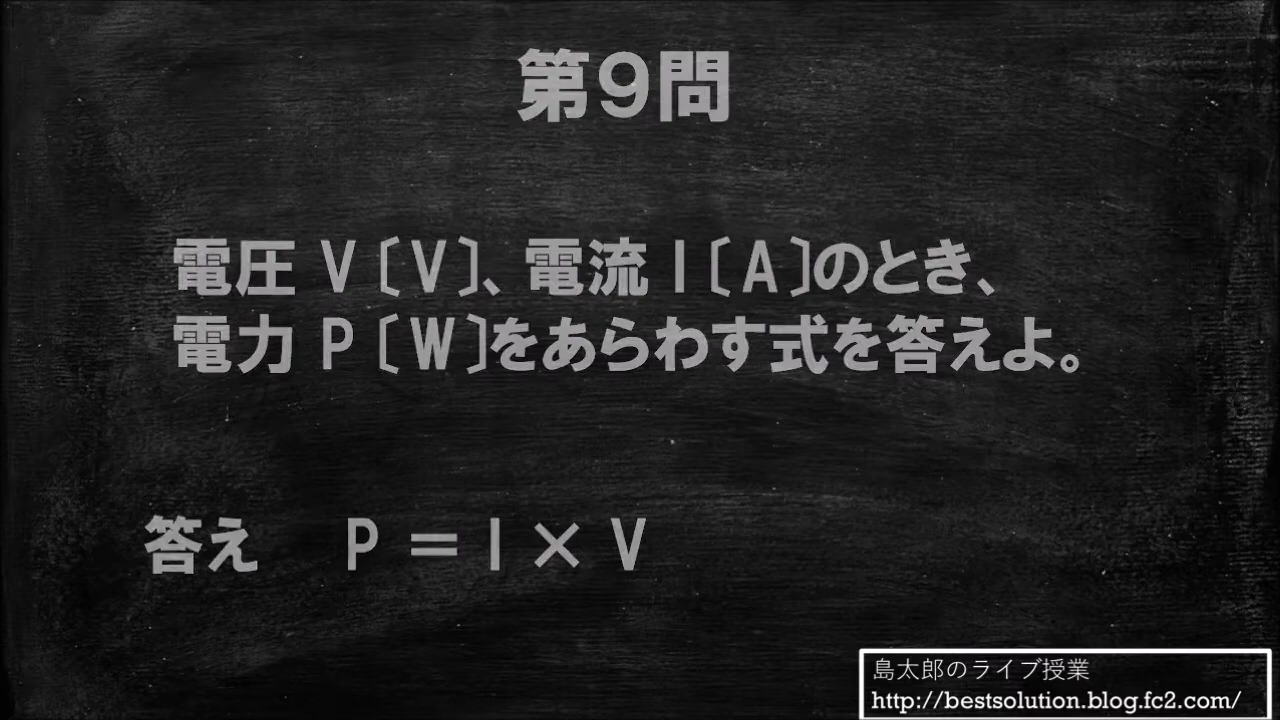 第９問
電圧 Ｖ〔Ｖ〕、電流Ｉ〔Ａ〕のとき、
電力 Ｐ〔Ｗ〕をあらわす式を答えよ。
答え　Ｐ＝Ｉ×Ｖ
島太郎のライブ授業
http://bestsolution.blog.fc2.com/